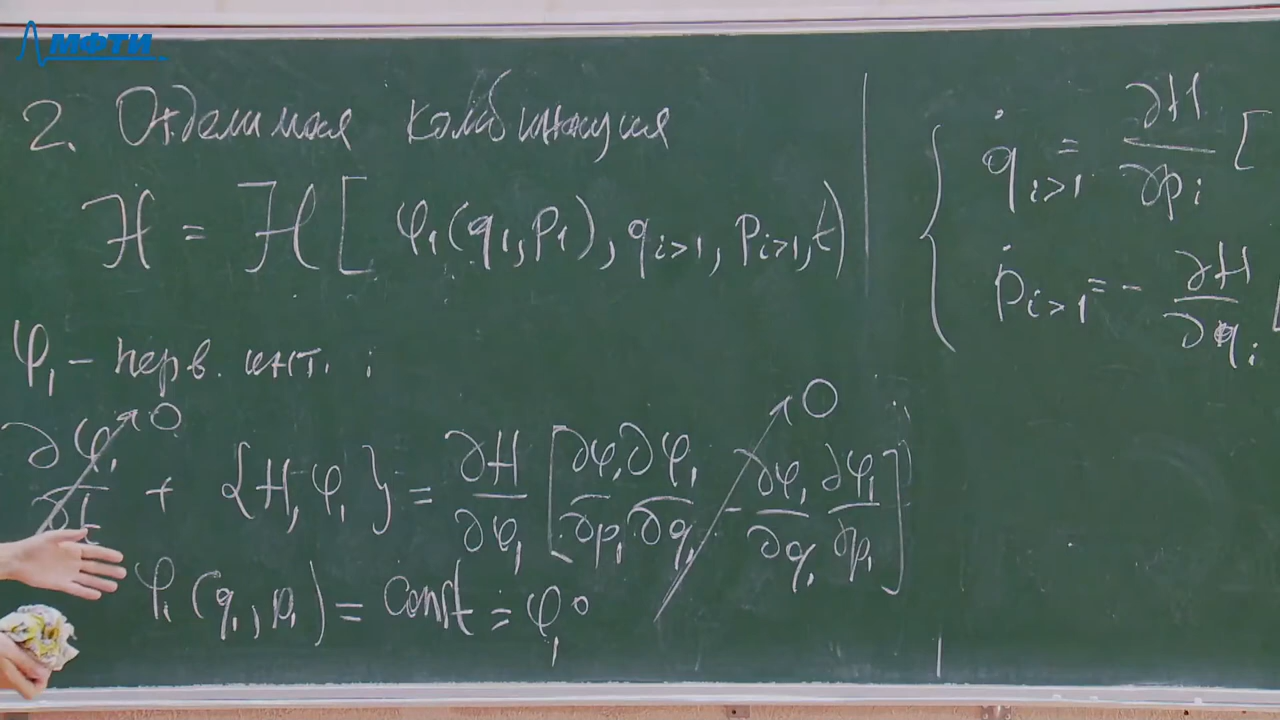 МФТИ
2. Отделимая комбинация
H = H [ φ₁(q₁,p₁), q_{i>1}, p_{i>1}, t)
φ₁ – перв. инт. :
∂φ₁/∂t → 0 + {H, φ₁} = ∂H/∂φ₁ [ ∂φ₁/∂p₁ ∂φ₁/∂q₁ - ∂φ₁/∂q₁ ∂φ₁/∂p₁ ] → 0
φ₁(q₁,p₁) = const = φ₁⁰
{ q̇_{i>1} = ∂H/∂p_i [
ṗ_{i>1} = - ∂H/∂q_i [